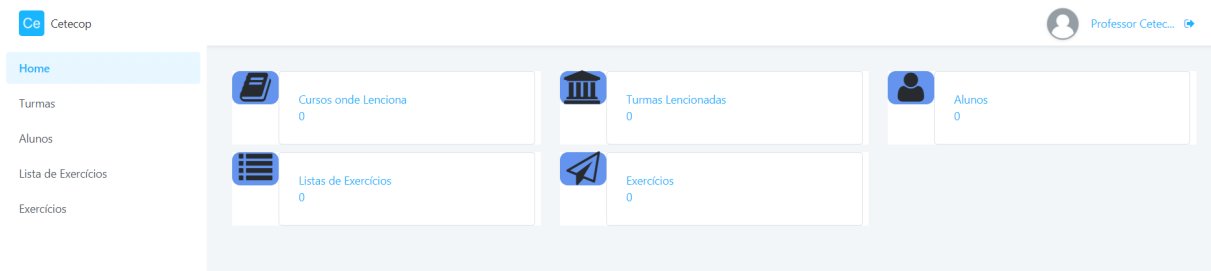 Ce Cetecop
Professor Cetec...
Home
Turmas
Alunos
Lista de Exercícios
Exercícios
Cursos onde Lenciona
0
Turmas Lencionadas
0
Alunos
0
Listas de Exercícios
0
Exercícios
0